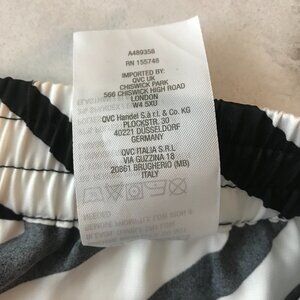 A489358
RN 155748
IMPORTED BY:
QVC UK
CHISWICK PARK
566 CHISWICK HIGH ROAD
LONDON
W4 5XU
QVC Handel S.à r.l. & Co. KG
PLOCKSTR. 30
40221 DÜSSELDORF
GERMANY
QVC ITALIA S.R.L
VIA GUZZINA 18
20861 BRUGHERIO (MB)
ITALY